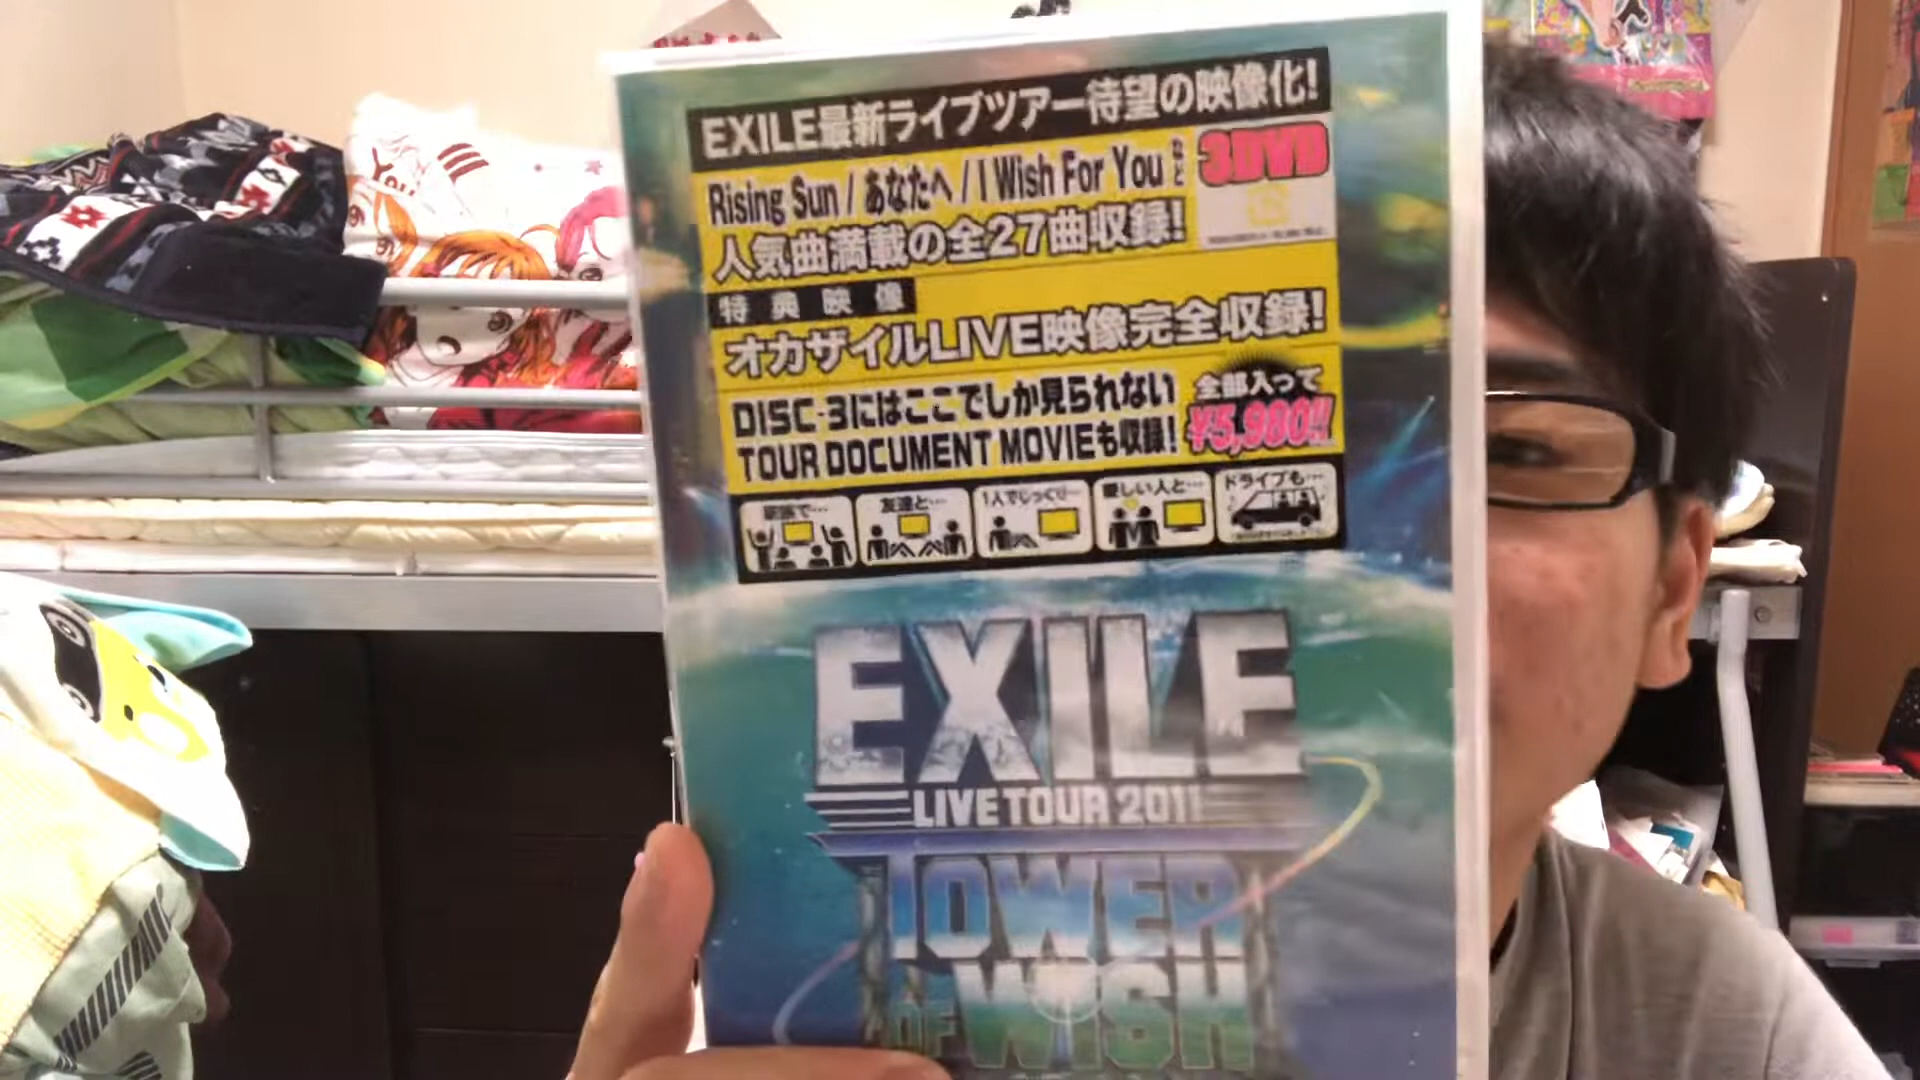 EXILE最新ライブツアー待望の映像化!
Rising Sun / あなたへ / I Wish For You など
3DVD
人気曲満載の全27曲収録!
特典映像
オカザイルLIVE映像完全収録!
DISC-3にはここでしか見られない
TOUR DOCUMENT MOVIEも収録!
全部入って
¥5,980!!
家族で…
友達と…
1人でじっくり…
愛しい人と…
ドライブも…
EXILE
LIVE TOUR 2011
TOWER
OF WISH
You